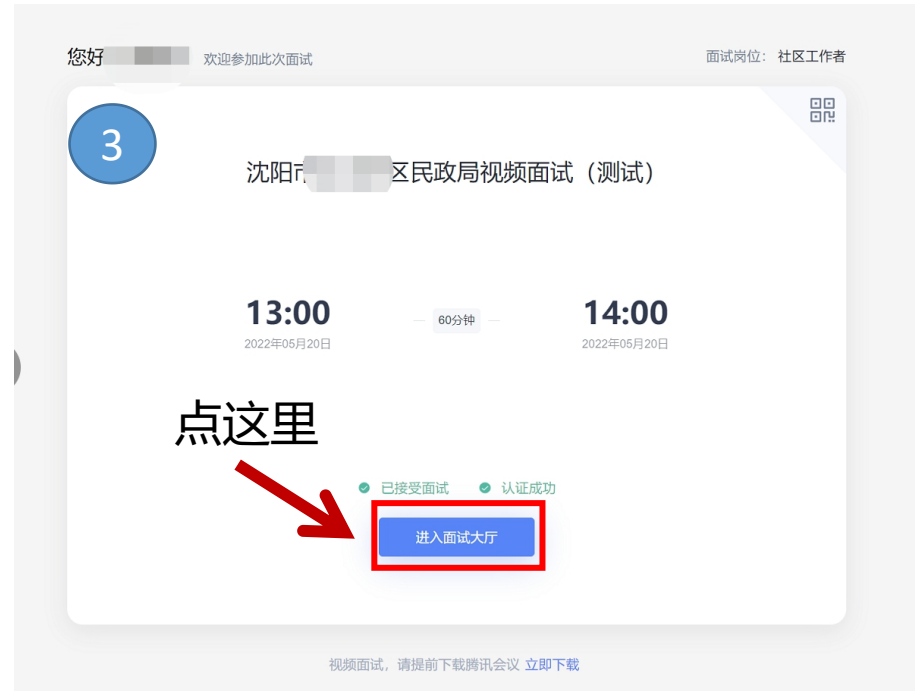 您好 欢迎参加此次面试 面试岗位： 社区工作者
3
沈阳市 区民政局视频面试（测试）
13:00 60分钟 14:00
2022年05月20日 2022年05月20日
点这里
已接受面试 认证成功
进入面试大厅
视频面试，请提前下载腾讯会议 立即下载